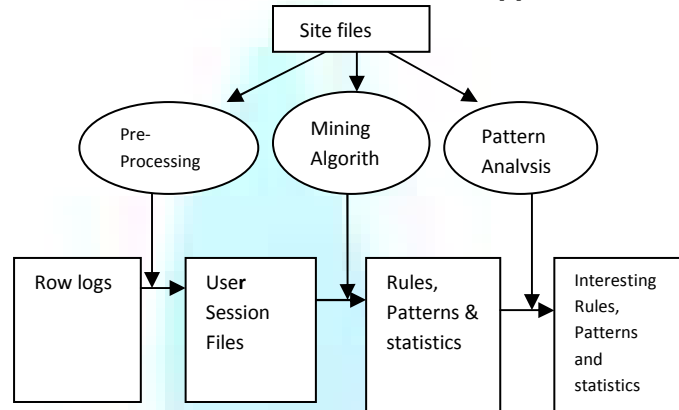 Site files
Pre-
Processing
Mining
Algorith
Pattern
Analvsis
Row logs
User
Session
Files
Rules,
Patterns &
statistics
Interesting
Rules,
Patterns
and
statistics